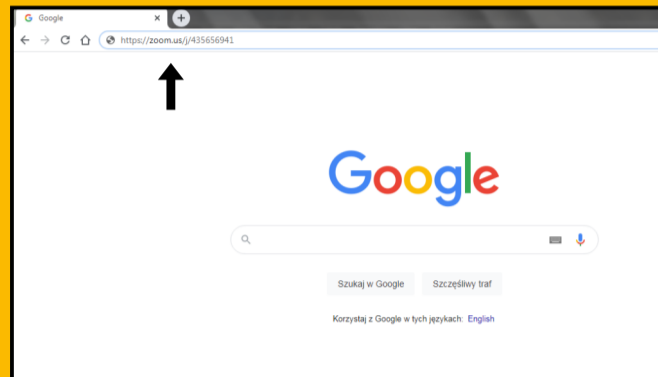 Google
https://zoom.us/j/435656941
Google
Szukaj w Google
Szczęśliwy traf
Korzystaj z Google w tych językach: English